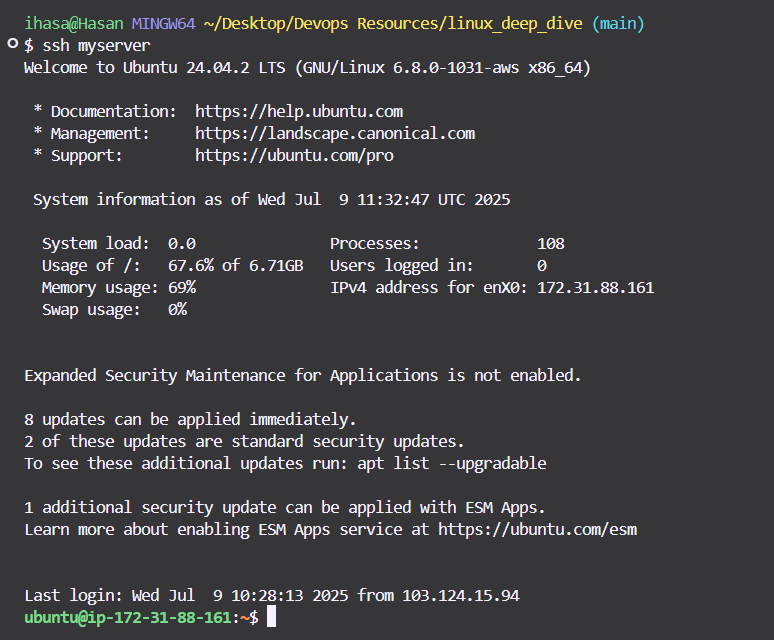 ihasa@Hasan MINGW64 ~/Desktop/Devops Resources/linux_deep_dive (main)
$ ssh myserver
Welcome to Ubuntu 24.04.2 LTS (GNU/Linux 6.8.0-1031-aws x86_64)

 * Documentation:  https://help.ubuntu.com
 * Management:     https://landscape.canonical.com
 * Support:        https://ubuntu.com/pro

 System information as of Wed Jul  9 11:32:47 UTC 2025

  System load:  0.0               Processes:             108
  Usage of /:   67.6% of 6.71GB   Users logged in:       0
  Memory usage: 69%               IPv4 address for enX0: 172.31.88.161
  Swap usage:   0%

Expanded Security Maintenance for Applications is not enabled.

8 updates can be applied immediately.
2 of these updates are standard security updates.
To see these additional updates run: apt list --upgradable

1 additional security update can be applied with ESM Apps.
Learn more about enabling ESM Apps service at https://ubuntu.com/esm

Last login: Wed Jul  9 10:28:13 2025 from 103.124.15.94
ubuntu@ip-172-31-88-161:~$